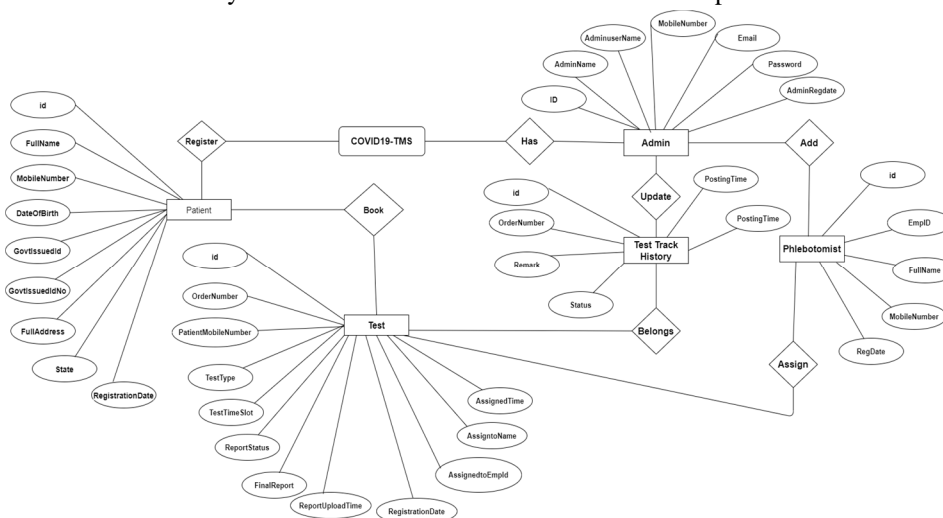 MobileNumber
AdminuserName
Email
AdminName
Password
ID
AdminRegdate
id
FullName
MobileNumber
DateOfBirth
GovtIssuedId
GovtIssuedIdNo
FullAddress
State
RegistrationDate
Register
COVID19-TMS
Has
Admin
Add
Patient
Book
Update
id
PostingTime
OrderNumber
PostingTime
Remark
Status
Test Track
History
Phlebotomist
id
EmpID
FullName
MobileNumber
RegDate
id
OrderNumber
PatientMobileNumber
Test
Belongs
Assign
TestType
TestTimeSlot
ReportStatus
FinalReport
ReportUploadTime
RegistrationDate
AssignedtoEmpId
AssigntoName
AssignedTime